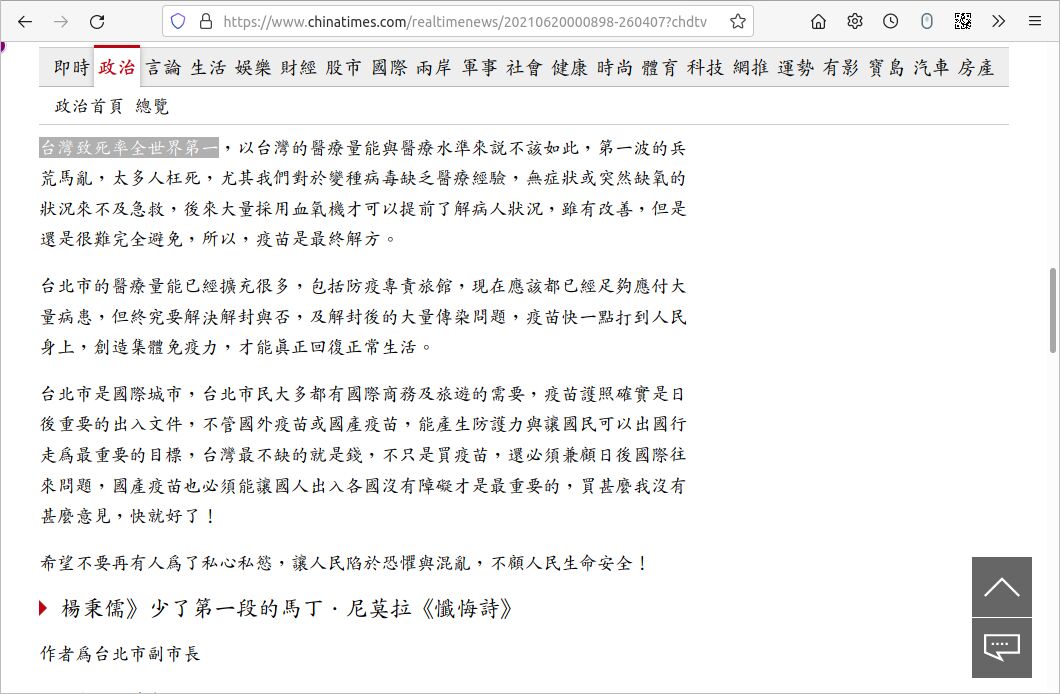 https://www.chinatimes.com/realtimenews/20210620000898-260407?chdtv
即時 政治 言論 生活 娛樂 財經 股市 國際 兩岸 軍事 社會 健康 時尚 體育 科技 網推 運勢 有影 寶島 汽車 房產
政治首頁 總覽
台灣致死率全世界第一，以台灣的醫療量能與醫療水準來說不該如此，第一波的兵
荒馬亂，太多人枉死，尤其我們對於變種病毒缺乏醫療經驗，無症狀或突然缺氧的
狀況來不及急救，後來大量採用血氧機才可以提前了解病人狀況，雖有改善，但是
還是很難完全避免，所以，疫苗是最終解方。
台北市的醫療量能已經擴充很多，包括防疫專責旅館，現在應該都已經足夠應付大
量病患，但終究要解決解封與否，及解封後的大量傳染問題，疫苗快一點打到人民
身上，創造集體免疫力，才能真正回復正常生活。
台北市是國際城市，台北市民大多都有國際商務及旅遊的需要，疫苗護照確實是日
後重要的出入文件，不管國外疫苗或國產疫苗，能產生防護力與讓國民可以出國行
走為最重要的目標，台灣最不缺的就是錢，不只是買疫苗，還必須兼顧日後國際往
來問題，國產疫苗也必須能讓國人出入各國沒有障礙才是最重要的，買甚麼我沒有
甚麼意見，快就好了！
希望不要再有人為了私心私慾，讓人民陷於恐懼與混亂，不顧人民生命安全！
楊秉儒》少了第一段的馬丁．尼莫拉《懺悔詩》
作者為台北市副市長